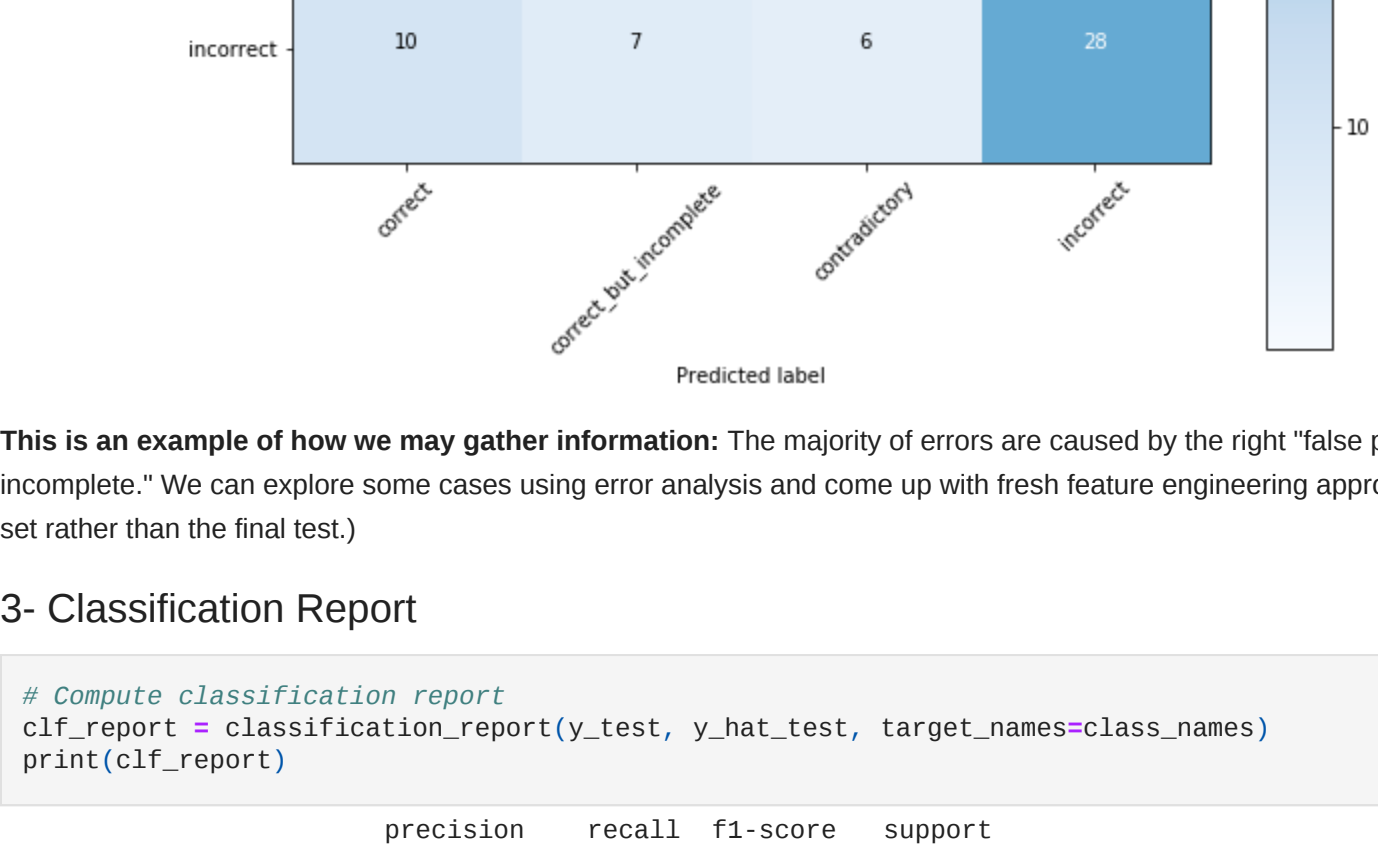 incorrect 10 7 6 28
10
correct correct_but_incomplete contradictory incorrect
Predicted label
This is an example of how we may gather information: The majority of errors are caused by the right "false p
incomplete." We can explore some cases using error analysis and come up with fresh feature engineering appro
set rather than the final test.)
3- Classification Report
# Compute classification report
clf_report = classification_report(y_test, y_hat_test, target_names=class_names)
print(clf_report)
precision recall f1-score support